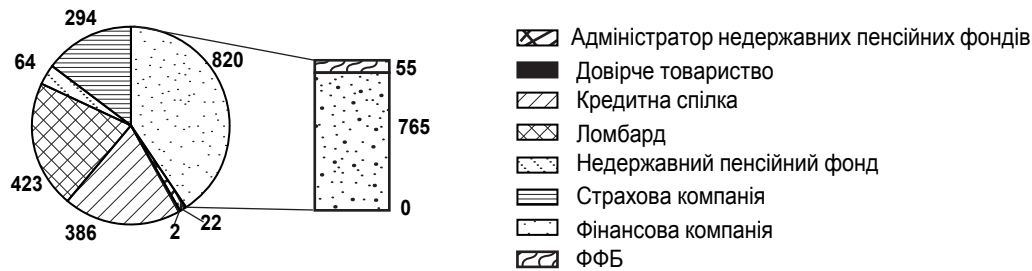 294
64
820
423
386
2
22
55
765
0
Адміністратор недержавних пенсійних фондів
Довірче товариство
Кредитна спілка
Ломбард
Недержавний пенсійний фонд
Страхова компанія
Фінансова компанія
ФФБ